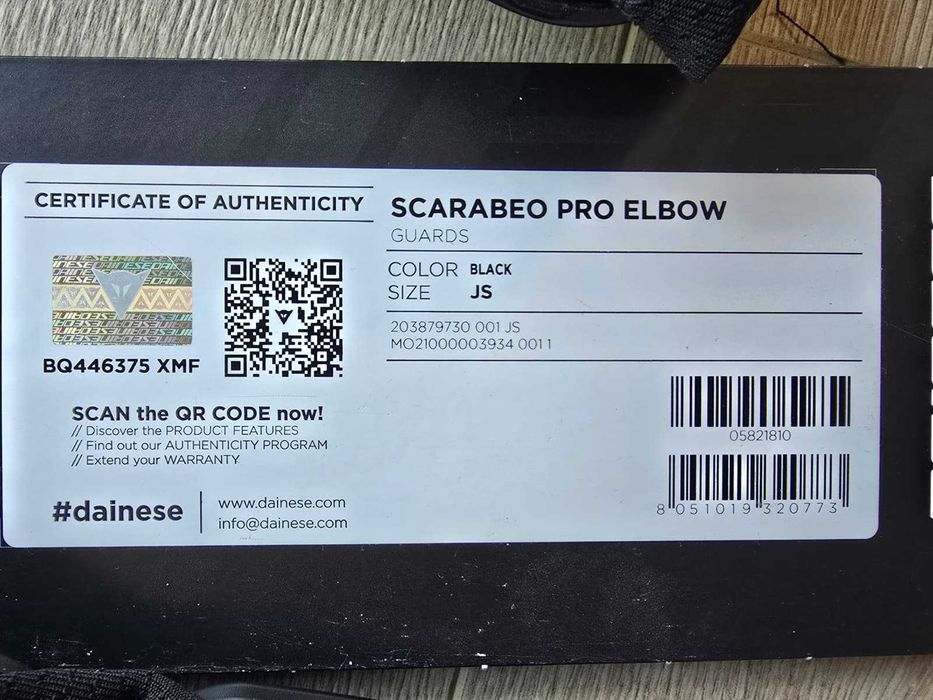 CERTIFICATE OF AUTHENTICITY
BQ446375 XMF
SCAN the QR CODE now!
// Discover the PRODUCT FEATURES
// Find out our AUTHENTICITY PROGRAM
// Extend your WARRANTY
#dainese
www.dainese.com
info@dainese.com
SCARABEO PRO ELBOW
GUARDS
COLOR BLACK
SIZE JS
203879730 001 JS
MO21000003934 001 1
05821810
8 051019 320773